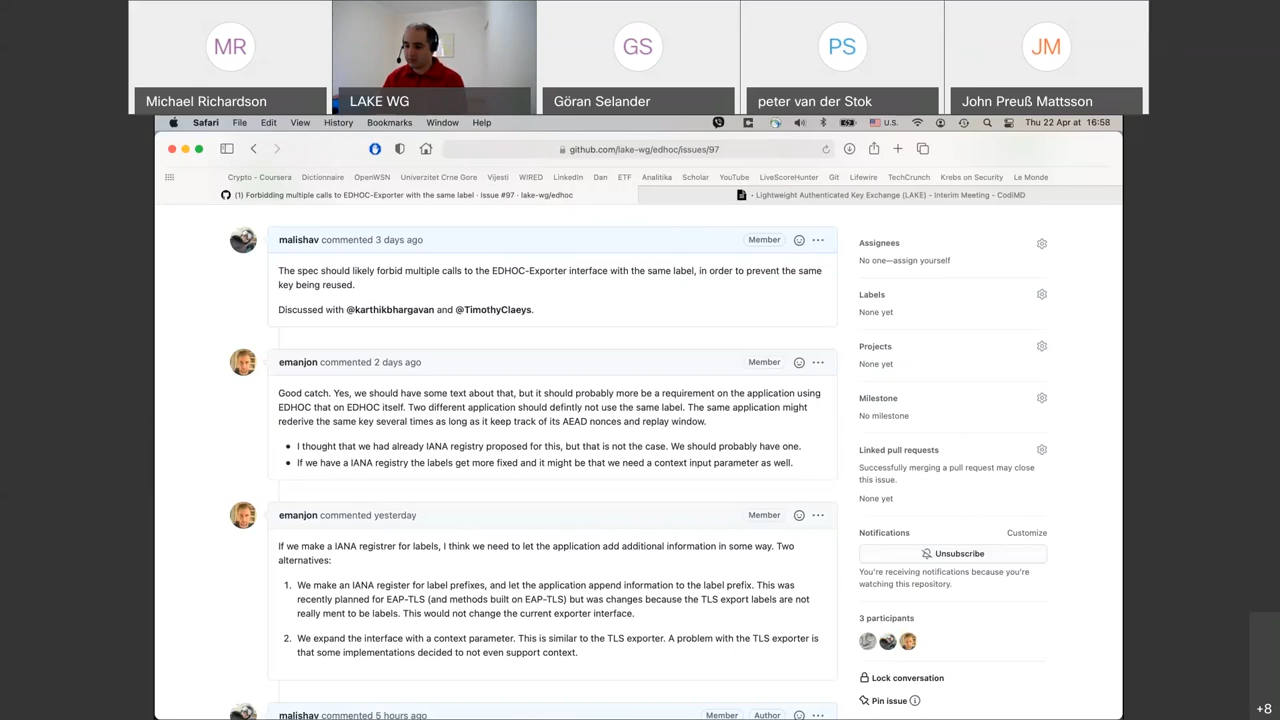 MR
GS
PS
JM
Michael Richardson
LAKE WG
Göran Selander
peter van der Stok
John Preuß Mattsson
Safari File Edit View History Bookmarks Window Help
U.S.
Thu 22 Apr at 16:58
github.com/lake-wg/edhoc/issues/97
Crypto - Coursera Dictionnaire OpenWSN Univerzitet Crne Gore Vijesti WIRED LinkedIn Dan ETF Analitika Scholar YouTube LiveScoreHunter Git Lifewire TechCrunch Krebs on Security Le Monde
(1) Forbidding multiple calls to EDHOC-Exporter with the same label · Issue #97 · lake-wg/edhoc
• Lightweight Authenticated Key Exchange (LAKE) - Interim Meeting - CodiMD
malishav commented 3 days ago
Member
The spec should likely forbid multiple calls to the EDHOC-Exporter interface with the same label, in order to prevent the same
key being reused.
Discussed with @karthikbhargavan and @TimothyClaeys.
emanjon commented 2 days ago
Member
Good catch. Yes, we should have some text about that, but it should probably more be a requirement on the application using
EDHOC that on EDHOC itself. Two different application should defintly not use the same label. The same application might
rederive the same key several times as long as it keep track of its AEAD nonces and replay window.
• I thought that we had already IANA registry proposed for this, but that is not the case. We should probably have one.
• If we have a IANA registry the labels get more fixed and it might be that we need a context input parameter as well.
emanjon commented yesterday
Member
If we make a IANA registrer for labels, I think we need to let the application add additional information in some way. Two
alternatives:
1. We make an IANA register for label prefixes, and let the application append information to the label prefix. This was
recently planned for EAP-TLS (and methods built on EAP-TLS) but was changes because the TLS export labels are not
really ment to be labels. This would not change the current exporter interface.
2. We expand the interface with a context parameter. This is similar to the TLS exporter. A problem with the TLS exporter is
that some implementations decided to not even support context.
malishav commented 5 hours ago
Member
Author
Assignees
No one—assign yourself
Labels
None yet
Projects
None yet
Milestone
No milestone
Linked pull requests
Successfully merging a pull request may close
this issue.
None yet
Notifications
Customize
Unsubscribe
You're receiving notifications because you're
watching this repository.
3 participants
Lock conversation
Pin issue
+8